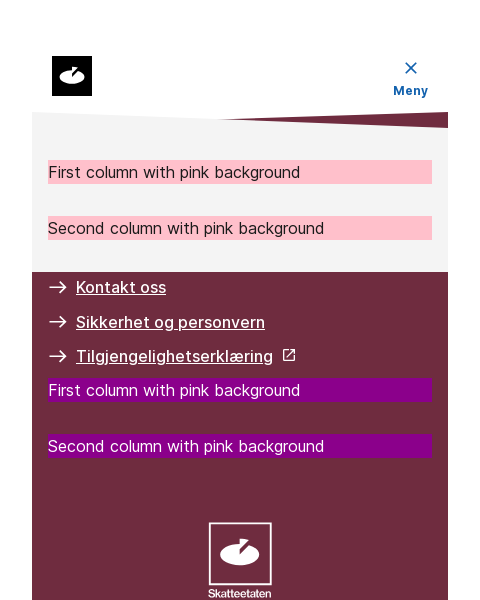 Meny
First column with pink background
Second column with pink background
Kontakt oss
Sikkerhet og personvern
Tilgjengelighetserklæring
First column with pink background
Second column with pink background
Skatteetaten